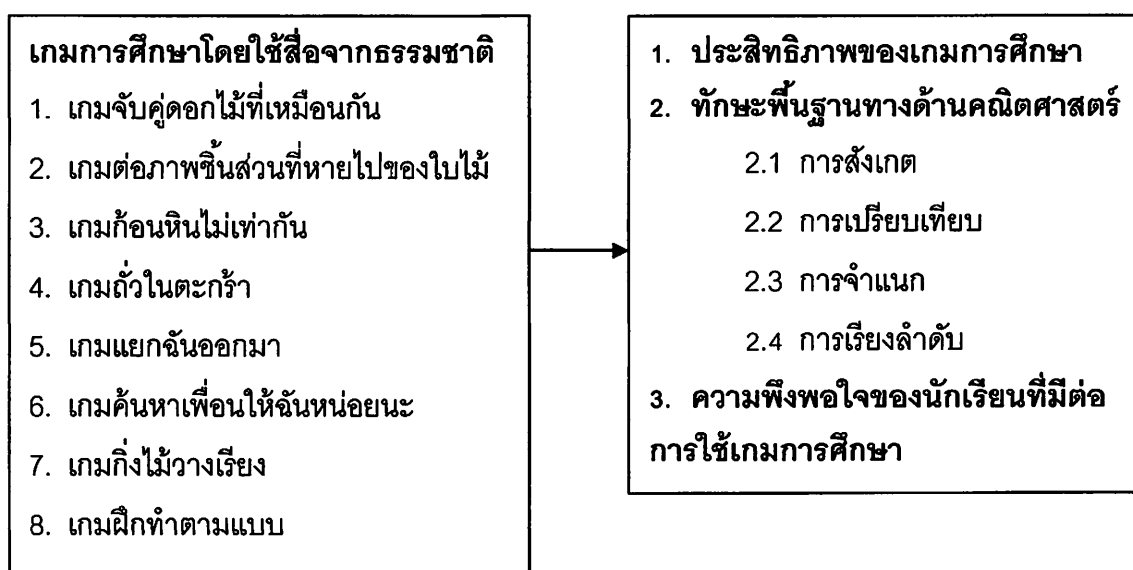 เกมการศึกษาโดยใช้สื่อจากธรรมชาติ
1. เกมจับคู่ดอกไม้ที่เหมือนกัน
2. เกมต่อภาพชิ้นส่วนที่หายไปของใบไม้
3. เกมก้อนหินไม่เท่ากัน
4. เกมถั่วในตะกร้า
5. เกมแยกฉันออกมา
6. เกมค้นหาเพื่อนให้ฉันหน่อยนะ
7. เกมกิ่งไม้วางเรียง
8. เกมฝึกทำตามแบบ
1. ประสิทธิภาพของเกมการศึกษา
2. ทักษะพื้นฐานทางด้านคณิตศาสตร์
2.1 การสังเกต
2.2 การเปรียบเทียบ
2.3 การจำแนก
2.4 การเรียงลำดับ
3. ความพึงพอใจของนักเรียนที่มีต่อ
การใช้เกมการศึกษา